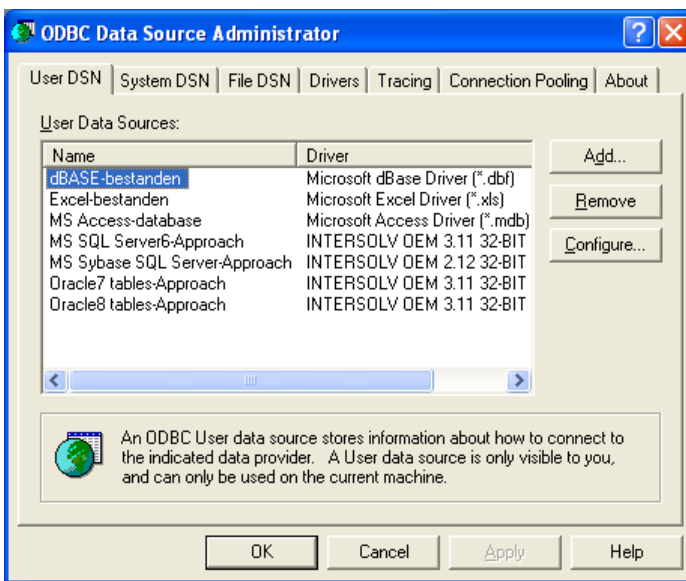 ODBC Data Source Administrator
User DSN System DSN File DSN Drivers Tracing Connection Pooling About
User Data Sources:
Name Driver
dBASE-bestanden Microsoft dBase Driver (*.dbf)
Excel-bestanden Microsoft Excel Driver (*.xls)
MS Access-database Microsoft Access Driver (*.mdb)
MS SQL Server6-Approach INTERSOLV OEM 3.11 32-BIT
MS Sybase SQL Server-Approach INTERSOLV OEM 2.12 32-BIT
Oracle7 tables-Approach INTERSOLV OEM 3.11 32-BIT
Oracle8 tables-Approach INTERSOLV OEM 3.11 32-BIT
Add...
Remove
Configure...
An ODBC User data source stores information about how to connect to
the indicated data provider. A User data source is only visible to you,
and can only be used on the current machine.
OK Cancel Apply Help